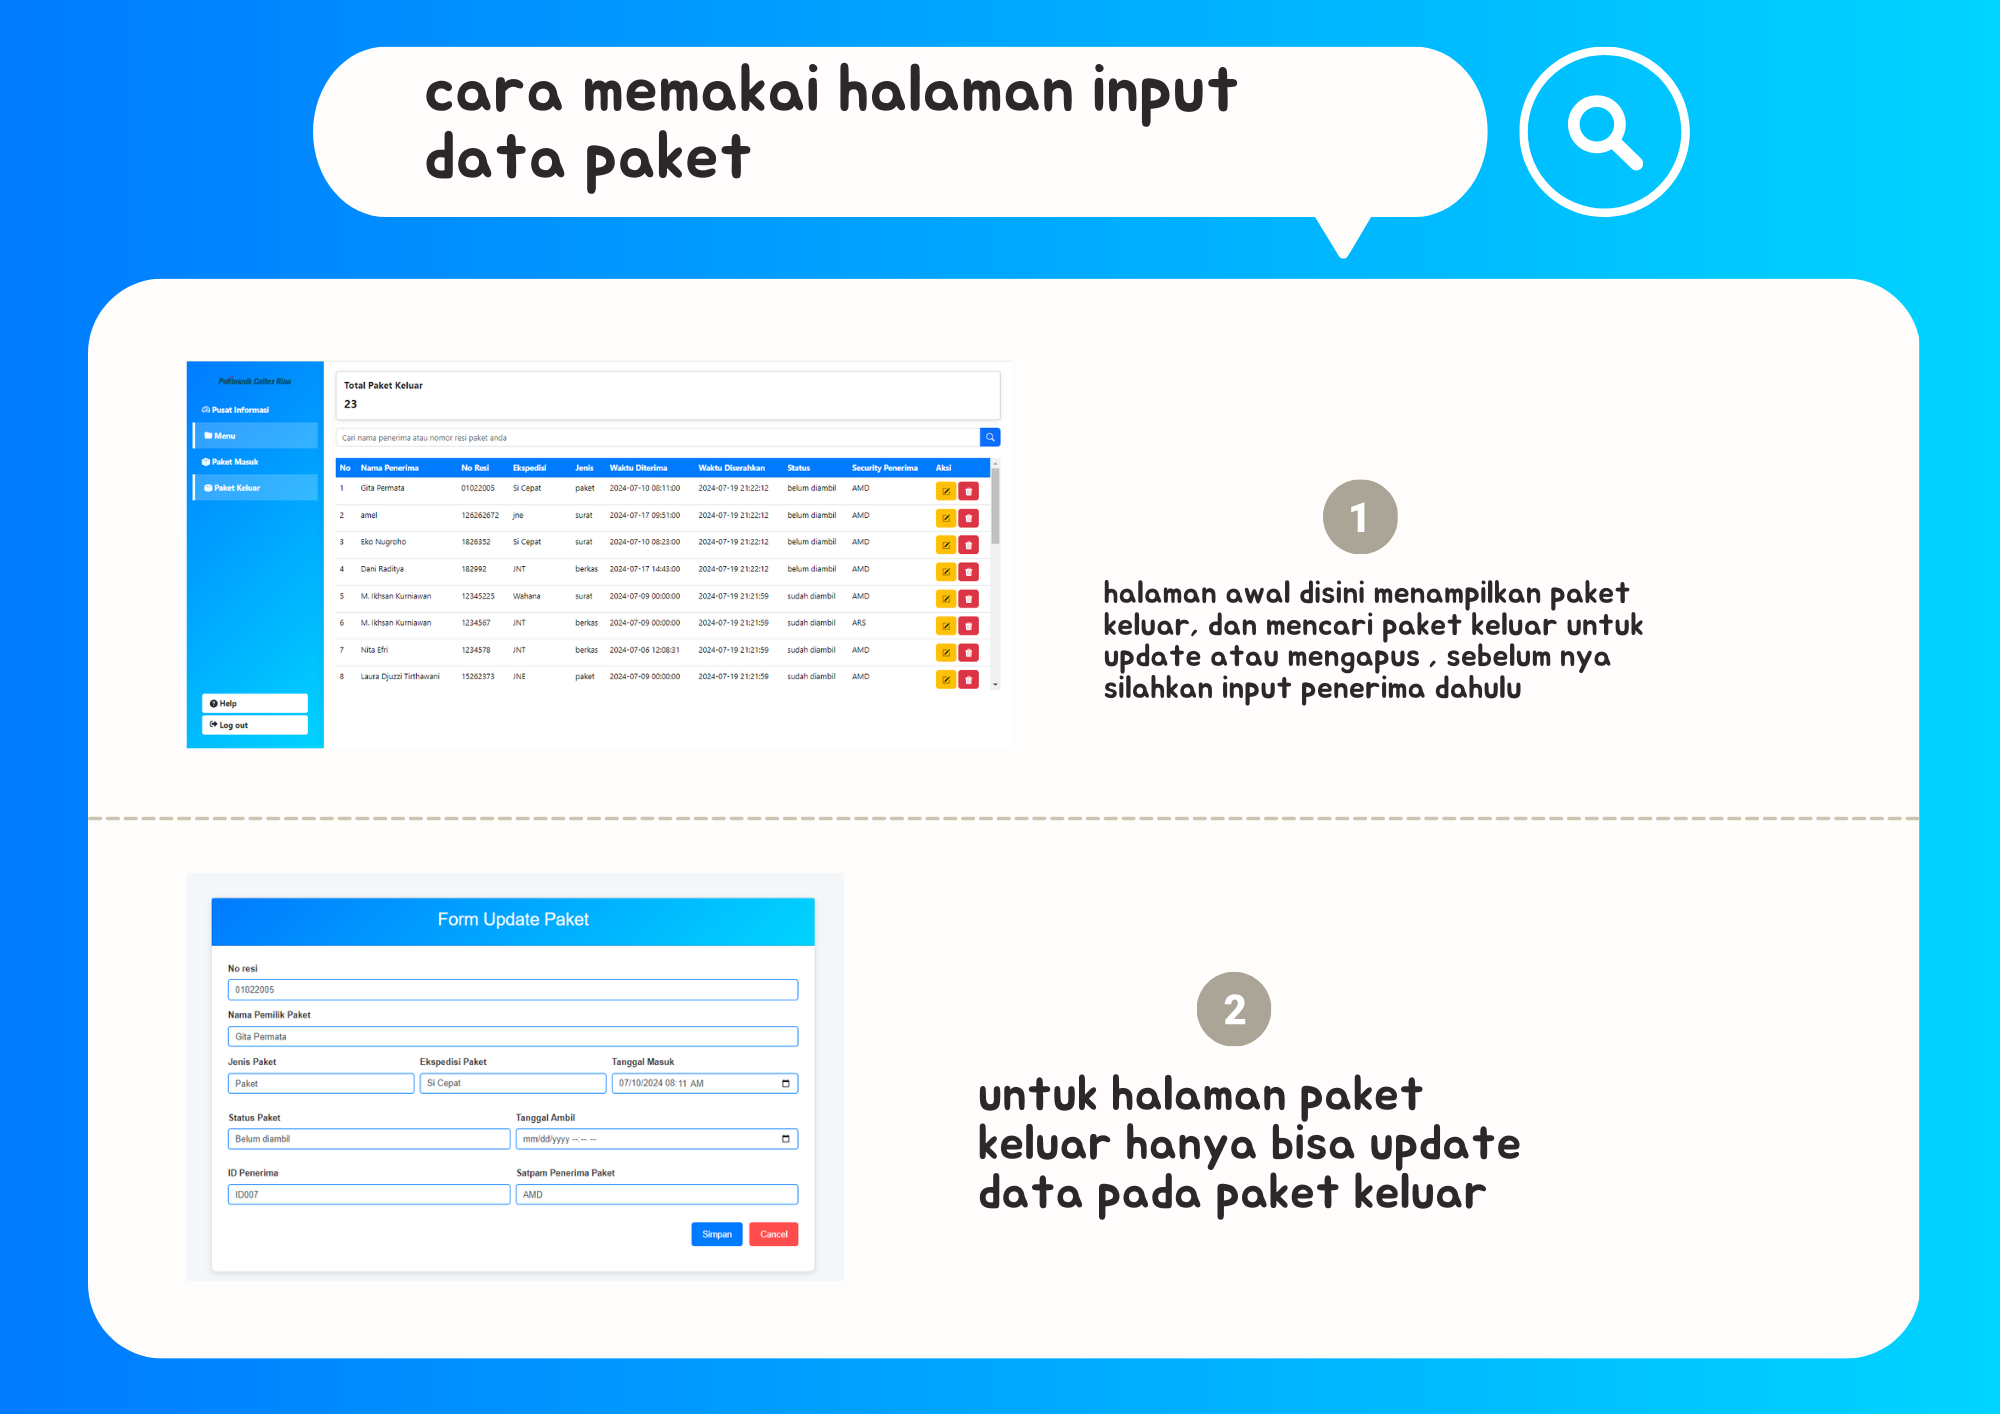 cara memakai halaman input
data paket
Politeknik Caltex Riau
Pusat Informasi
Menu
Paket Masuk
Paket Keluar
Help
Log out
Total Paket Keluar
23
Cari nama penerima atau nomor resi paket anda
No Nama Penerima No Resi Ekspedisi Jenis Waktu Diterima Waktu Diserahkan Status Security Penerima Aksi
1 Gita Permata 01022005 Si Cepat paket 2024-07-10 08:11:00 2024-07-19 21:22:12 belum diambil AMD
2 amel 126262672 jne surat 2024-07-17 09:51:00 2024-07-19 21:22:12 belum diambil AMD
3 Eko Nugroho 1826352 Si Cepat surat 2024-07-10 08:23:00 2024-07-19 21:22:12 belum diambil AMD
4 Dani Raditya 182992 JNT berkas 2024-07-17 14:43:00 2024-07-19 21:22:12 belum diambil AMD
5 M. Ikhsan Kurniawan 12345225 Wahana surat 2024-07-09 00:00:00 2024-07-19 21:21:59 sudah diambil AMD
6 M. Ikhsan Kurniawan 1234567 JNT berkas 2024-07-09 00:00:00 2024-07-19 21:21:59 sudah diambil ARS
7 Nita Efri 1234578 JNT berkas 2024-07-06 12:08:31 2024-07-19 21:21:59 sudah diambil AMD
8 Laura Djuzzi Tirthawani 15262373 JNE paket 2024-07-09 00:00:00 2024-07-19 21:21:59 sudah diambil AMD
1
halaman awal disini menampilkan paket
keluar, dan mencari paket keluar untuk
update atau mengapus , sebelum nya
silahkan input penerima dahulu
Form Update Paket
No resi
01022005
Nama Pemilik Paket
Gita Permata
Jenis Paket Ekspedisi Paket Tanggal Masuk
Paket Si Cepat 07/10/2024 08:11 AM
Status Paket Tanggal Ambil
Belum diambil mm/dd/yyyy --:-- --
ID Penerima Satpam Penerima Paket
ID007 AMD
Simpan Cancel
2
untuk halaman paket
keluar hanya bisa update
data pada paket keluar